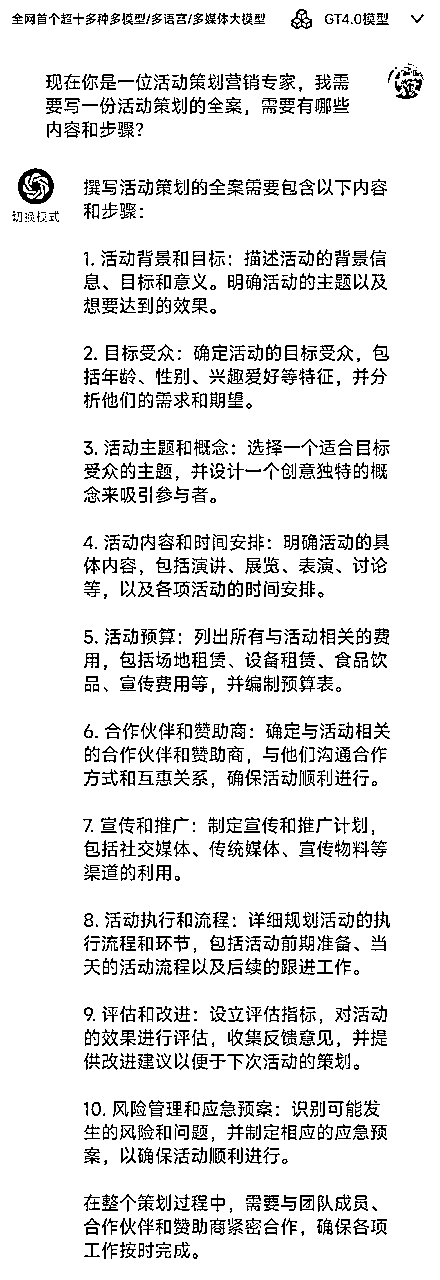 全网首个超十多种多模型/多语言/多媒体大模型
GT4.0模型
现在你是一位活动策划营销专家，我需
要写一份活动策划的全案，需要有哪些
内容和步骤？
切换模式
撰写活动策划的全案需要包含以下内容
和步骤：
1. 活动背景和目标：描述活动的背景信
息、目标和意义。明确活动的主题以及
想要达到的效果。
2. 目标受众：确定活动的目标受众，包
括年龄、性别、兴趣爱好等特征，并分
析他们的需求和期望。
3. 活动主题和概念：选择一个适合目标
受众的主题，并设计一个创意独特的概
念来吸引参与者。
4. 活动内容和时间安排：明确活动的具
体内容，包括演讲、展览、表演、讨论
等，以及各项活动的时间安排。
5. 活动预算：列出所有与活动相关的费
用，包括场地租赁、设备租赁、食品饮
品、宣传费用等，并编制预算表。
6. 合作伙伴和赞助商：确定与活动相关
的合作伙伴和赞助商，与他们沟通合作
方式和互惠关系，确保活动顺利进行。
7. 宣传和推广：制定宣传和推广计划，
包括社交媒体、传统媒体、宣传物料等
渠道的利用。
8. 活动执行和流程：详细规划活动的执
行流程和环节，包括活动前期准备、当
天的活动流程以及后续的跟进工作。
9. 评估和改进：设立评估指标，对活动
的效果进行评估，收集反馈意见，并提
供改进建议以便于下次活动的策划。
10. 风险管理和应急预案：识别可能发
生的风险和问题，并制定相应的应急预
案，以确保活动顺利进行。
在整个策划过程中，需要与团队成员、
合作伙伴和赞助商紧密合作，确保各项
工作按时完成。